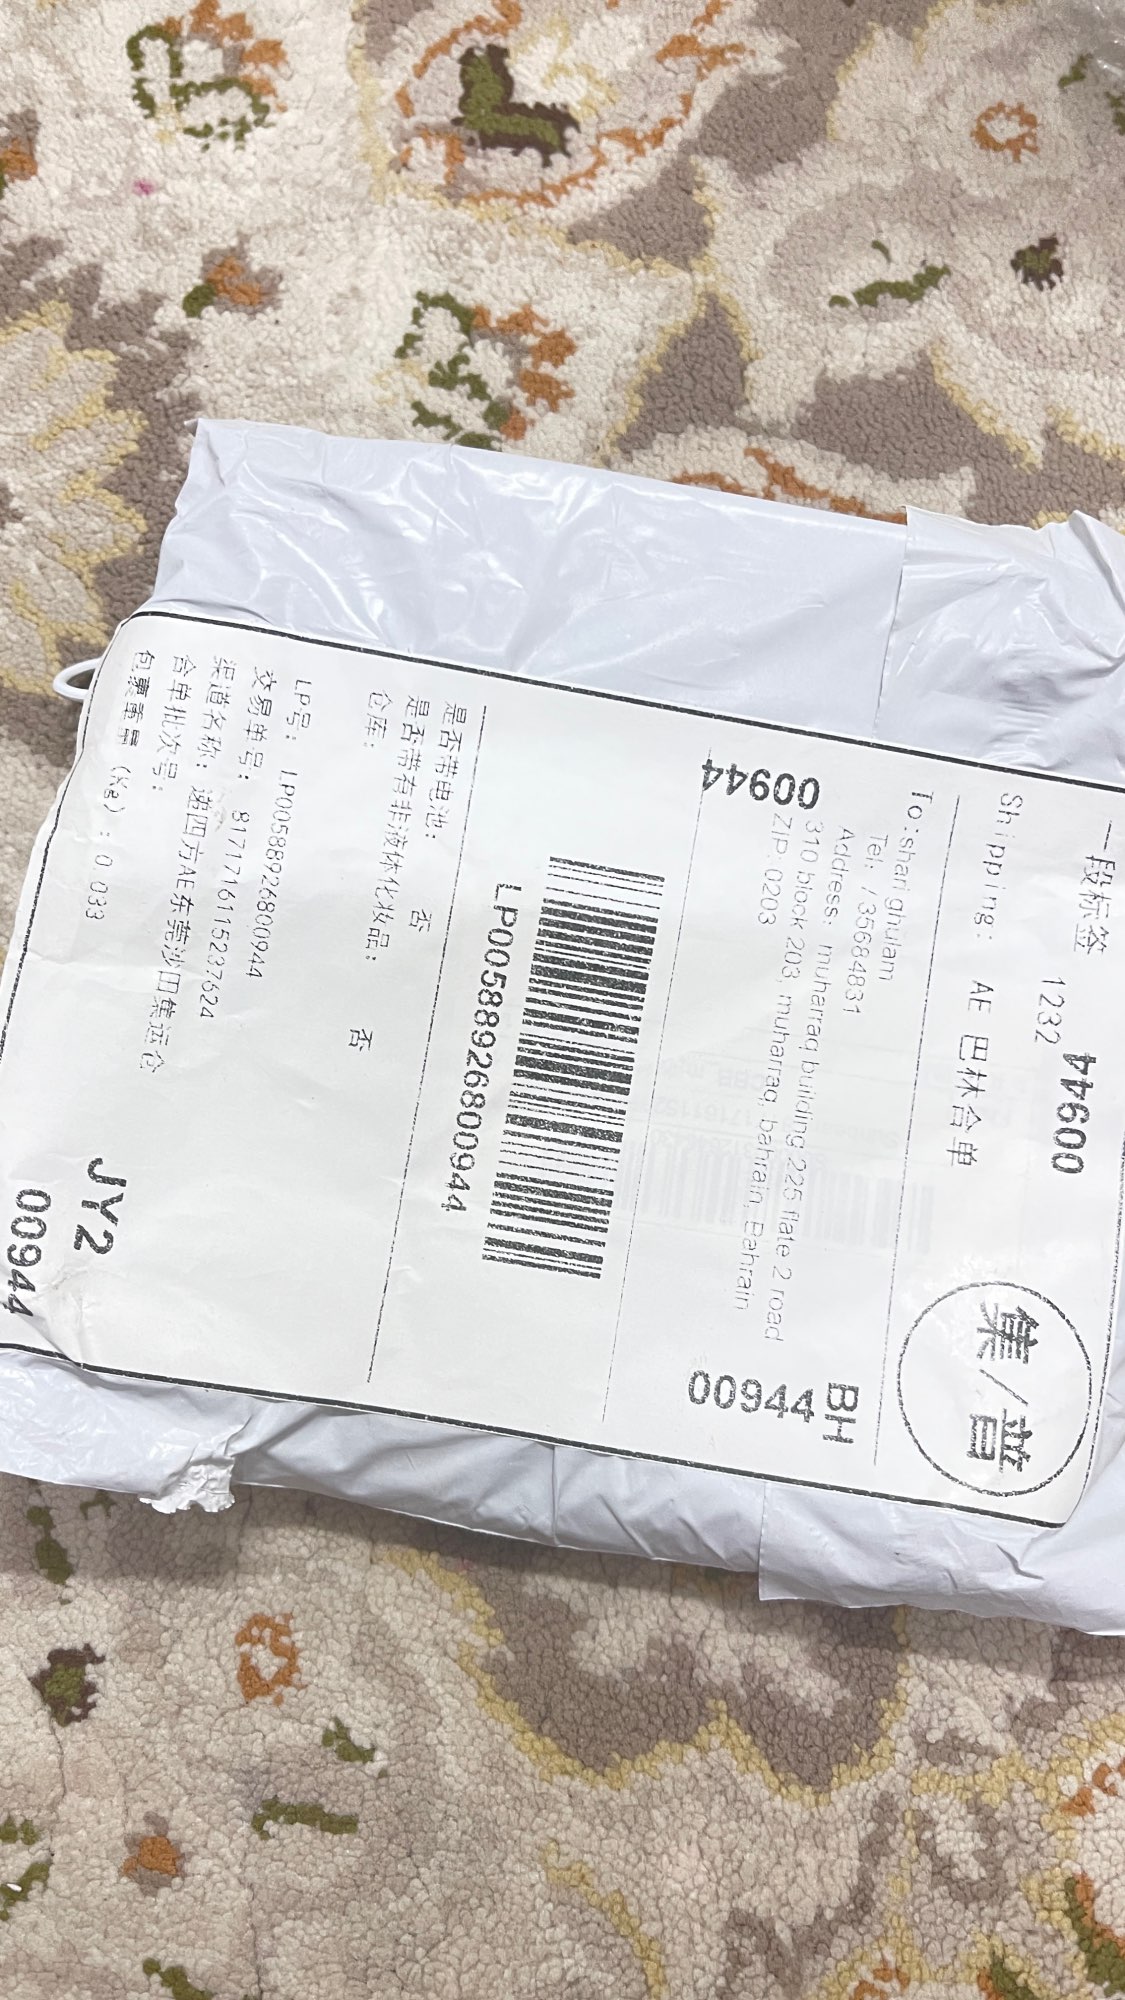 一段标签 1232 00944
Shipping: AE 巴林合单
集/普
To:shari ghulam
Tel: /35684831
Address: muharraq building 225 flate 2 road
310 block 203, muharraq, bahrain, Bahrain
ZIP:0203
00944
BH
00944
LP00588926800944
是否带电池: 否
是否带有非液体化妆品: 否
仓库:
LP号: LP00588926800944
交易单号: 8171716115237624
渠道名称: 递四方AE东莞沙田集运仓
合单批次号:
包裹重量 (Kg) : 0.033
JY2
00944